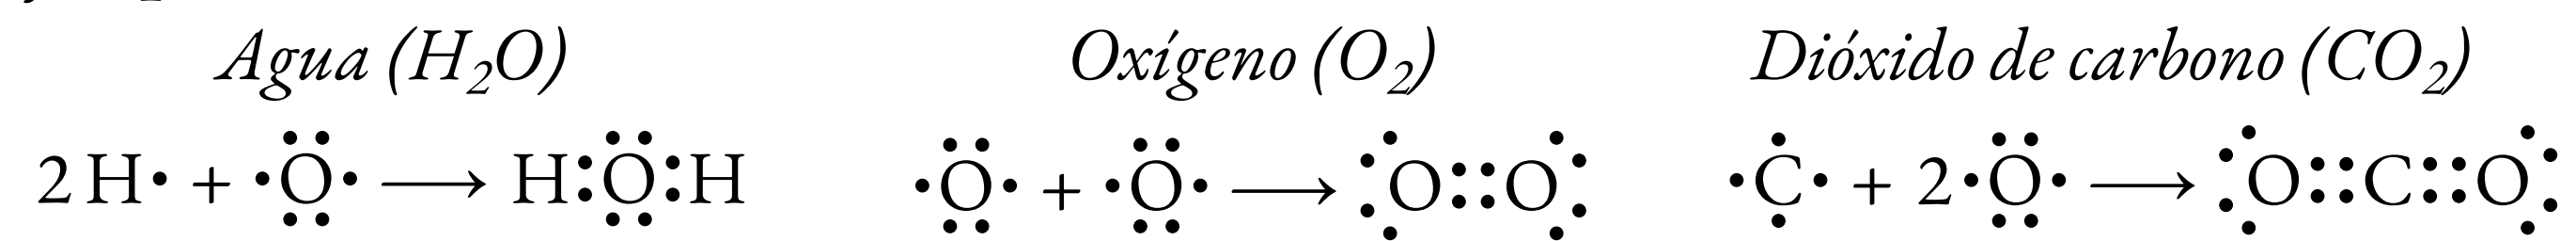 Agua (H₂O)
2 H· + ·Ö̤· ⟶ H:Ö̤:H
Oxígeno (O₂)
·Ö̤· + ·Ö̤· ⟶ :O::O:
Dióxido de carbono (CO₂)
·Ċ̣· + 2 ·Ö̤· ⟶ :O::C::O: